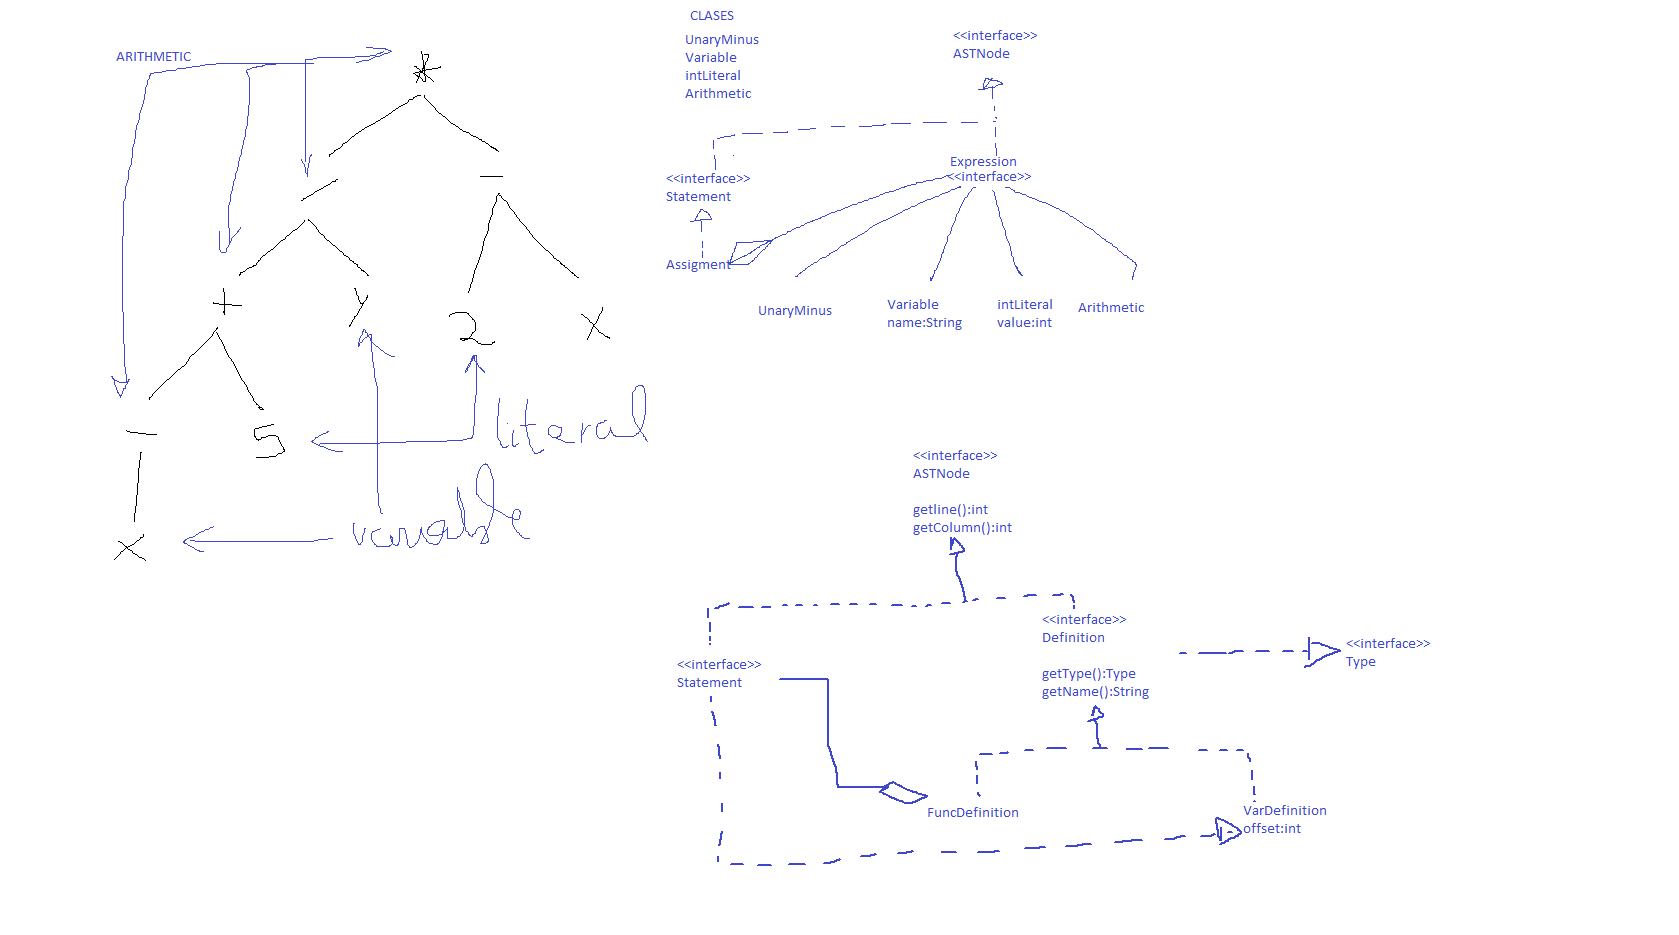 ARITHMETIC
*
/
−
+
y
2
x
−
5
x
literal
variable
CLASES
UnaryMinus
Variable
intLiteral
Arithmetic
<<interface>>
ASTNode
Expression
<<interface>>
<<interface>>
Statement
Assigment
UnaryMinus
Variable
name:String
intLiteral
value:int
Arithmetic
<<interface>>
ASTNode
getline():int
getColumn():int
<<interface>>
Definition
getType():Type
getName():String
<<interface>>
Type
<<interface>>
Statement
FuncDefinition
VarDefinition
offset:int